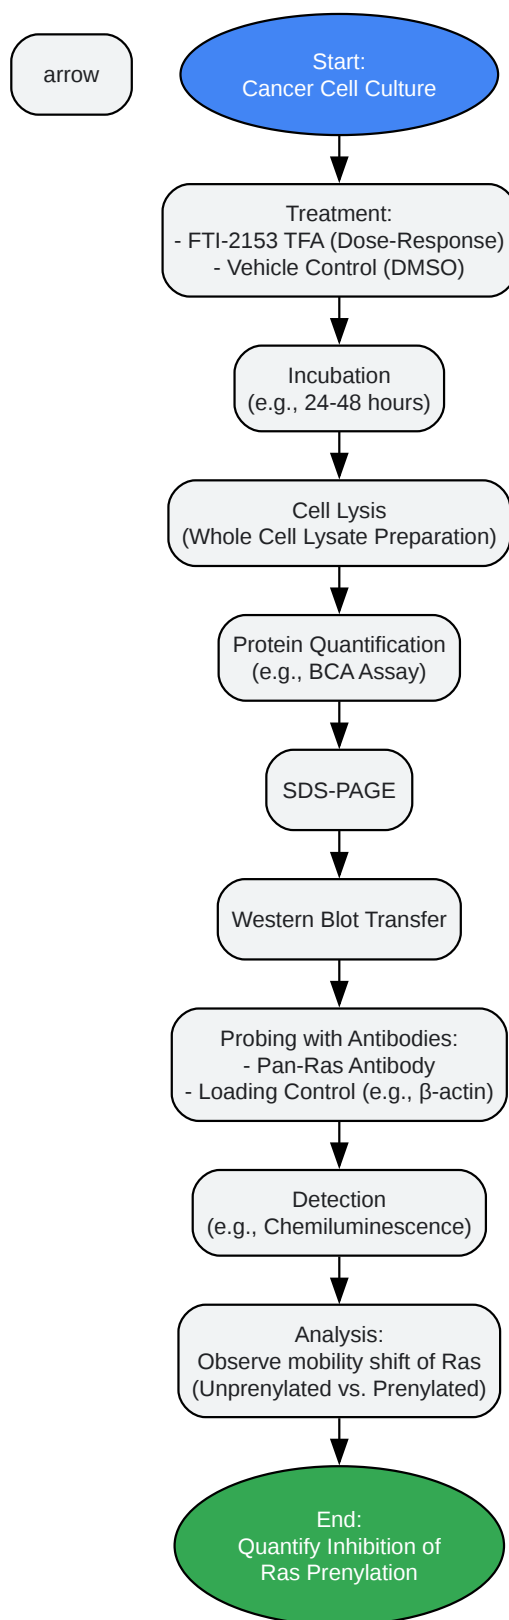 arrow
Start:
Cancer Cell Culture
Treatment:
- FTI-2153 TFA (Dose-Response)
- Vehicle Control (DMSO)
Incubation
(e.g., 24-48 hours)
Cell Lysis
(Whole Cell Lysate Preparation)
Protein Quantification
(e.g., BCA Assay)
SDS-PAGE
Western Blot Transfer
Probing with Antibodies:
- Pan-Ras Antibody
- Loading Control (e.g., β-actin)
Detection
(e.g., Chemiluminescence)
Analysis:
Observe mobility shift of Ras
(Unprenylated vs. Prenylated)
End:
Quantify Inhibition of
Ras Prenylation